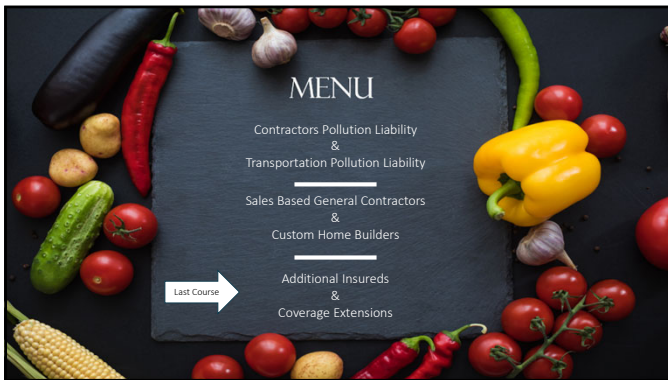 MENU
Contractors Pollution Liability
&
Transportation Pollution Liability
Sales Based General Contractors
&
Custom Home Builders
Last Course
Additional Insureds
&
Coverage Extensions